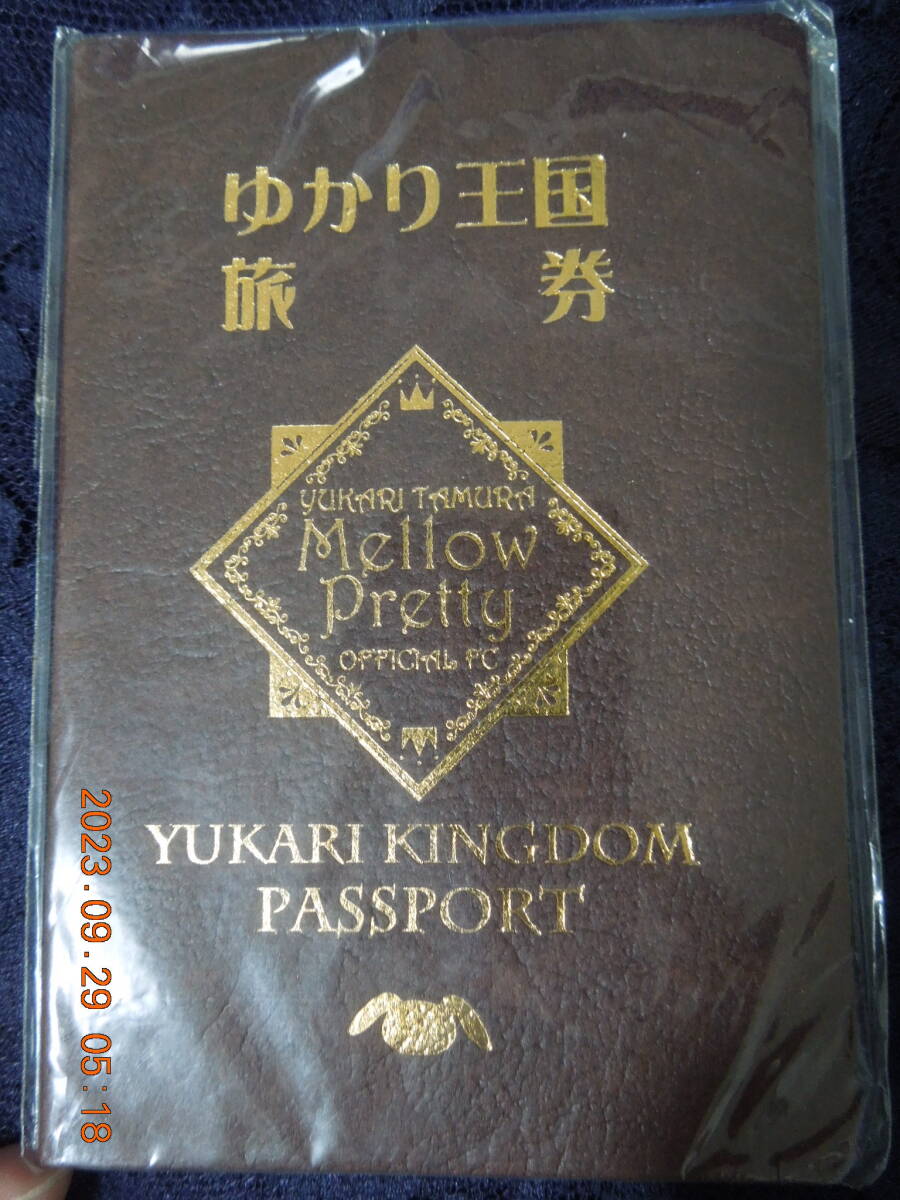 ゆかり王国
旅 券
YUKARI TAMURA
Mellow
Pretty
OFFICIAL FC
YUKARI KINGDOM
PASSPORT
2023.09.29 05:18